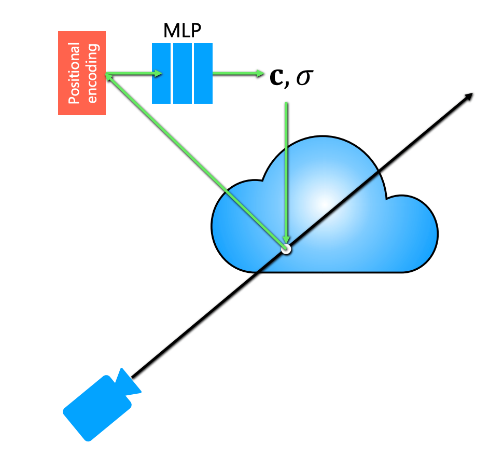 MLP
Positional
encoding
𝐜, 𝜎